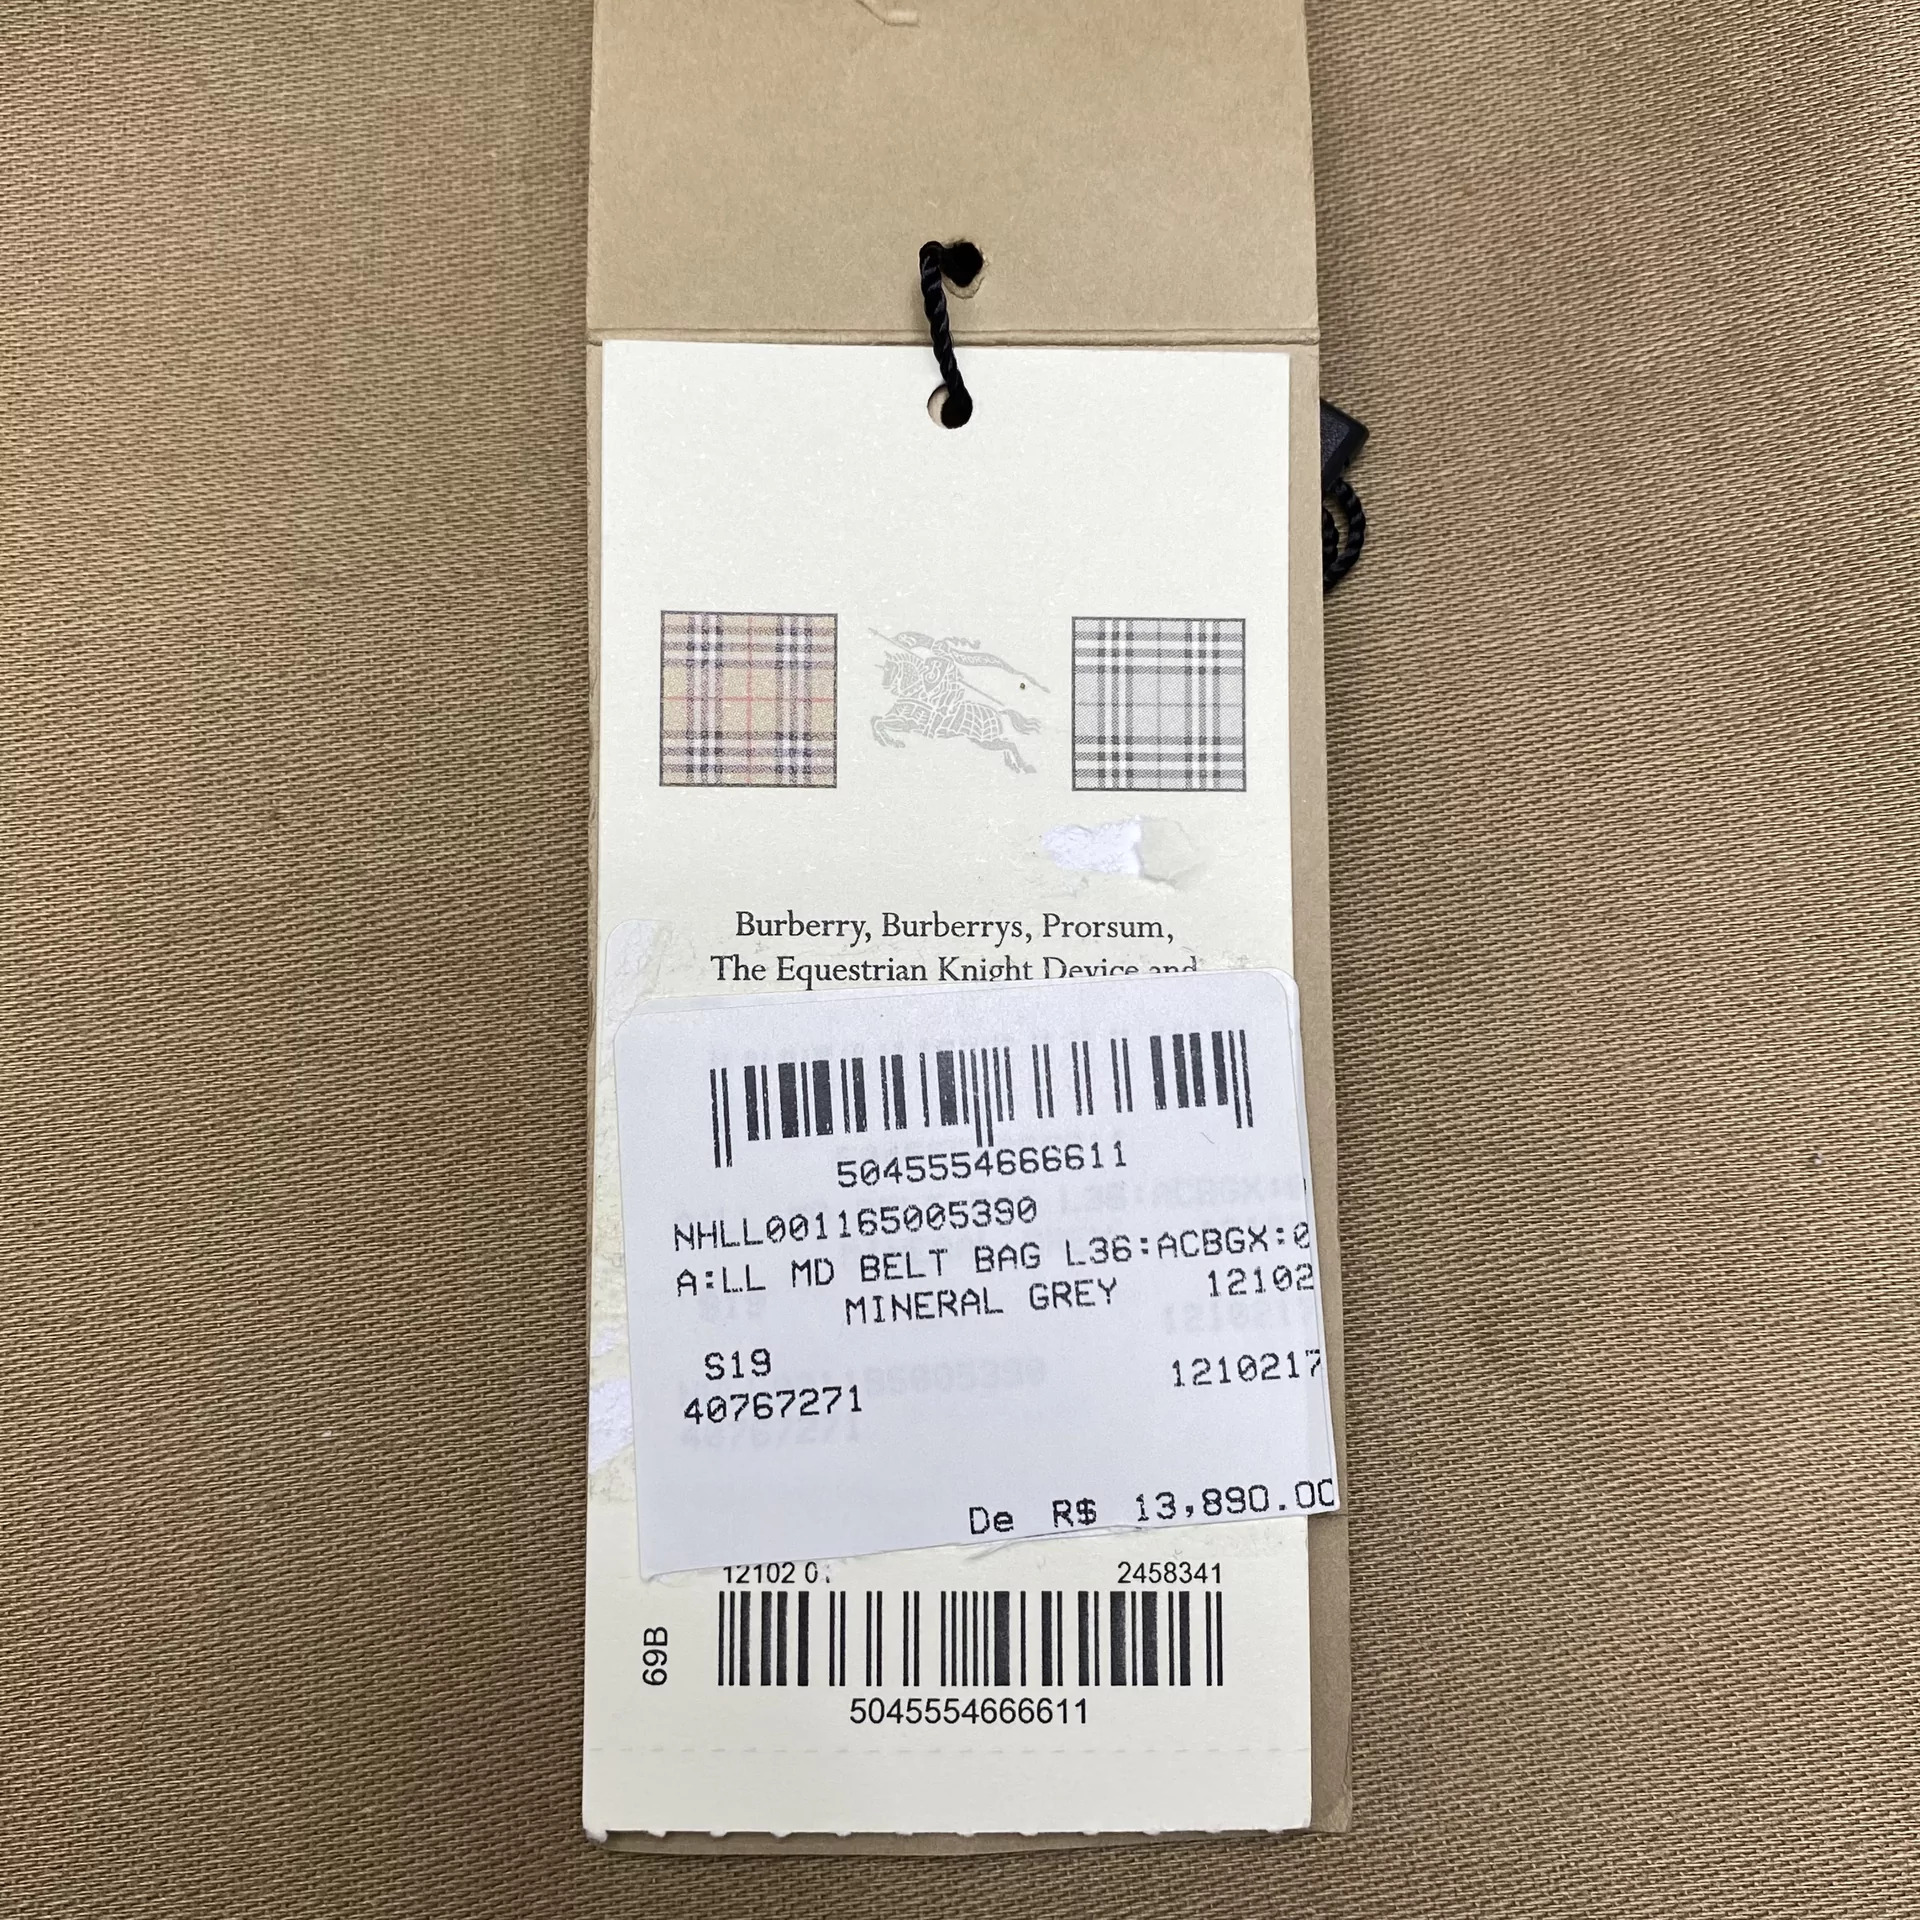 Burberry, Burberrys, Prorsum,
The Equestrian Knight Device and
5045554666611
NHLL001165005390
A:LL MD BELT BAG L36:ACBGX:0
MINERAL GREY 12102
S19 1210217
40767271
De R$ 13,890.00
12102 0 2458341
69B
5045554666611